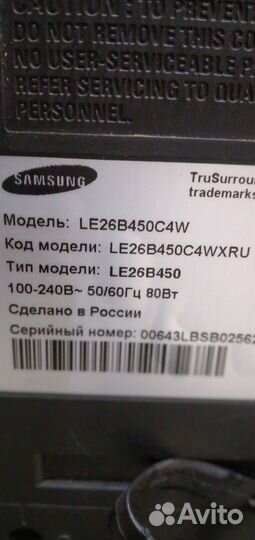 CAUTION : TO PREVENT
DO NOT REMOVE THIS CO
NO USER-SERVICEABLE P
REFER SERVICING TO QUA
PERSONNEL.
SAMSUNG
TruSurrou
trademarks
Модель: LE26B450C4W
Код модели: LE26B450C4WXRU
Тип модели: LE26B450
100-240В~ 50/60Гц 80Вт
Сделано в России
Серийный номер: 00643LBSB02562
Avito